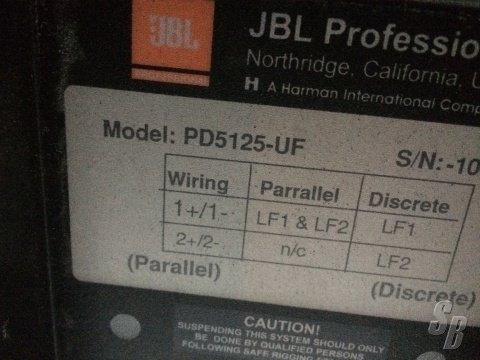 JBL
PROFESSIONAL
JBL Professio
Northridge, California, U
H A Harman International Comp
Model: PD5125-UF
S/N:-10
Wiring Parrallel Discrete
1+/1- LF1 & LF2 LF1
2+/2- n/c LF2
(Parallel) (Discrete)
CAUTION!
SUSPENDING THIS SYSTEM SHOULD ONLY
BE DONE BY QUALIFIED PERSONS
FOLLOWING SAFE RIGGING
SB